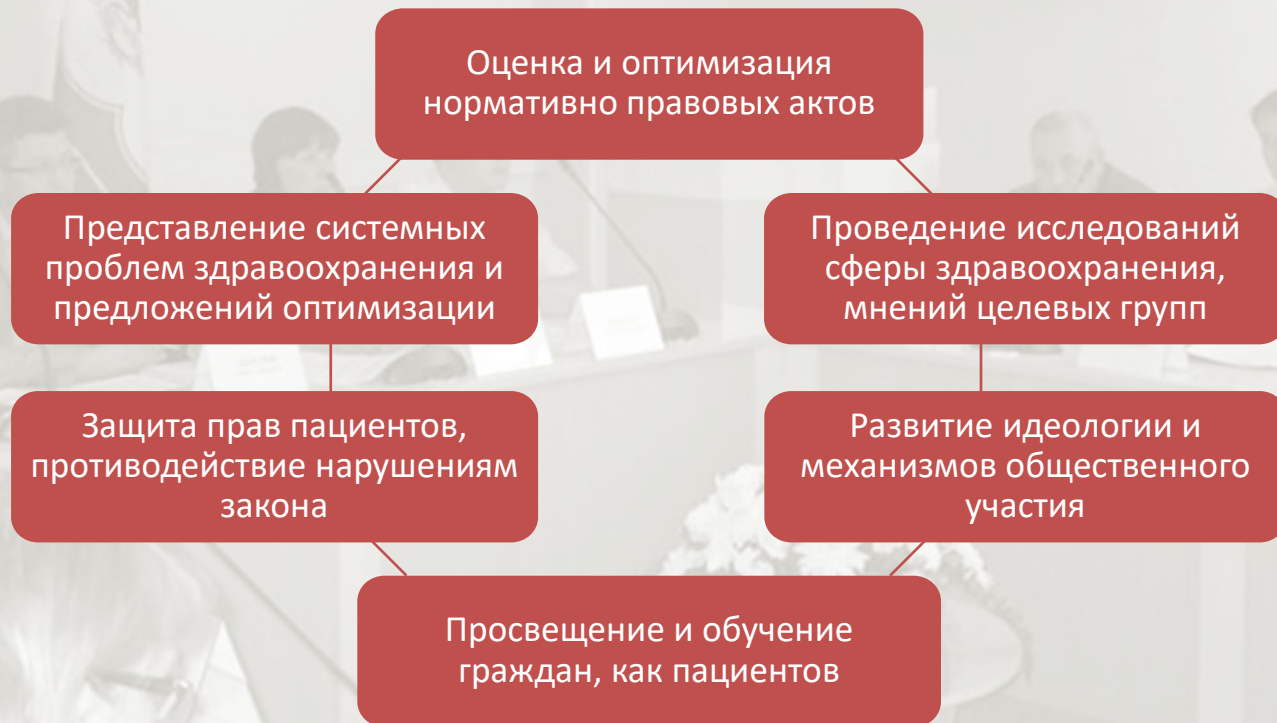 Оценка и оптимизация
нормативно правовых актов
Представление системных
проблем здравоохранения и
предложений оптимизации
Проведение исследований
сферы здравоохранения,
мнений целевых групп
Защита прав пациентов,
противодействие нарушениям
закона
Развитие идеологии и
механизмов общественного
участия
Просвещение и обучение
граждан, как пациентов